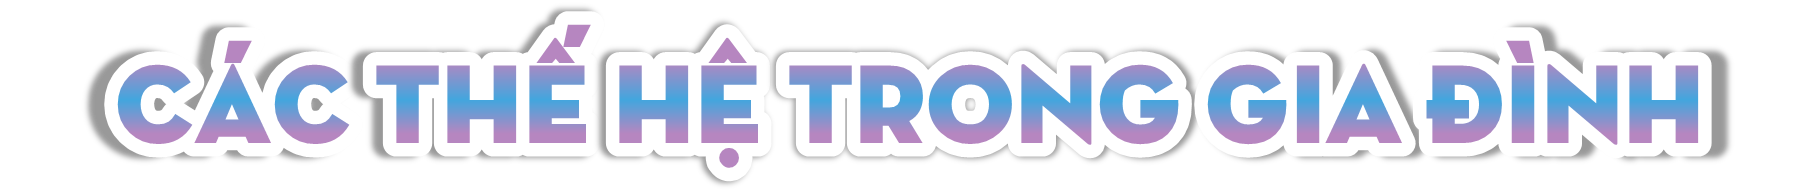 CÁC THẾ HỆ TRONG GIA ĐÌNH